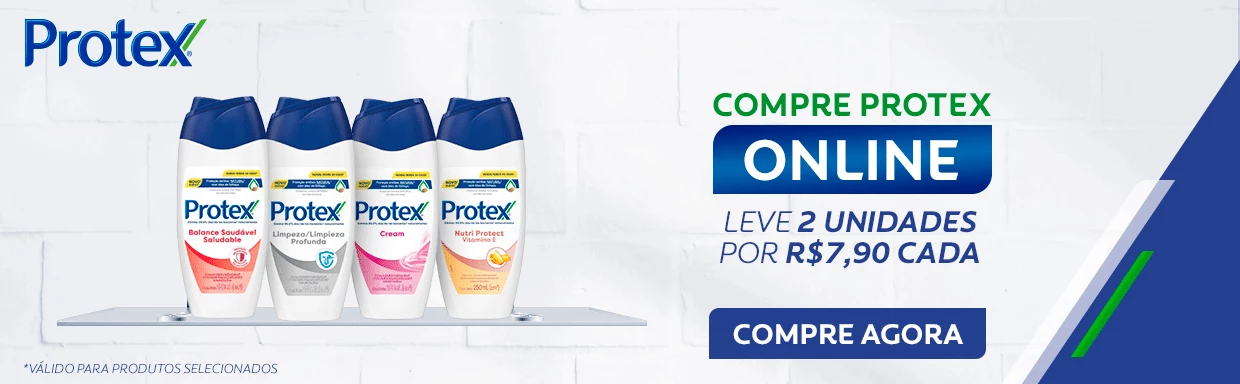 Protex
COMPRE PROTEX
ONLINE
LEVE 2 UNIDADES
POR R$7,90 CADA
COMPRE AGORA
Protex
Balance Saudável
Saludable
Protex
Limpeza/Limpieza
Profunda
Protex
Cream
Protex
Nutri Protect
Vitamina E
250mL
*VÁLIDO PARA PRODUTOS SELECIONADOS